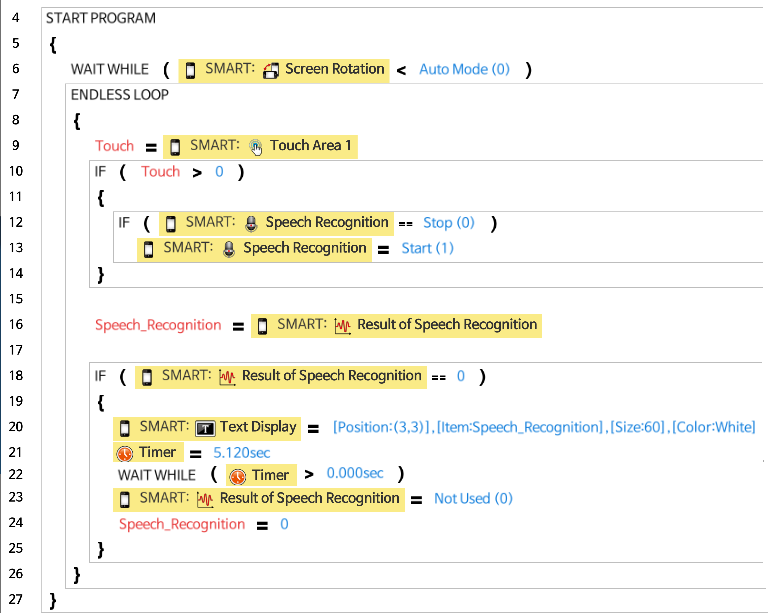 4 START PROGRAM
5 {
6 WAIT WHILE ( SMART: Screen Rotation < Auto Mode (0) )
7 ENDLESS LOOP
8 {
9 Touch = SMART: Touch Area 1
10 IF ( Touch > 0 )
11 {
12 IF ( SMART: Speech Recognition == Stop (0) )
13 SMART: Speech Recognition = Start (1)
14 }
15
16 Speech_Recognition = SMART: Result of Speech Recognition
17
18 IF ( SMART: Result of Speech Recognition == 0 )
19 {
20 SMART: Text Display = [Position:(3,3)],[Item:Speech_Recognition],[Size:60],[Color:White]
21 Timer = 5.120sec
22 WAIT WHILE ( Timer > 0.000sec )
23 SMART: Result of Speech Recognition = Not Used (0)
24 Speech_Recognition = 0
25 }
26 }
27 }